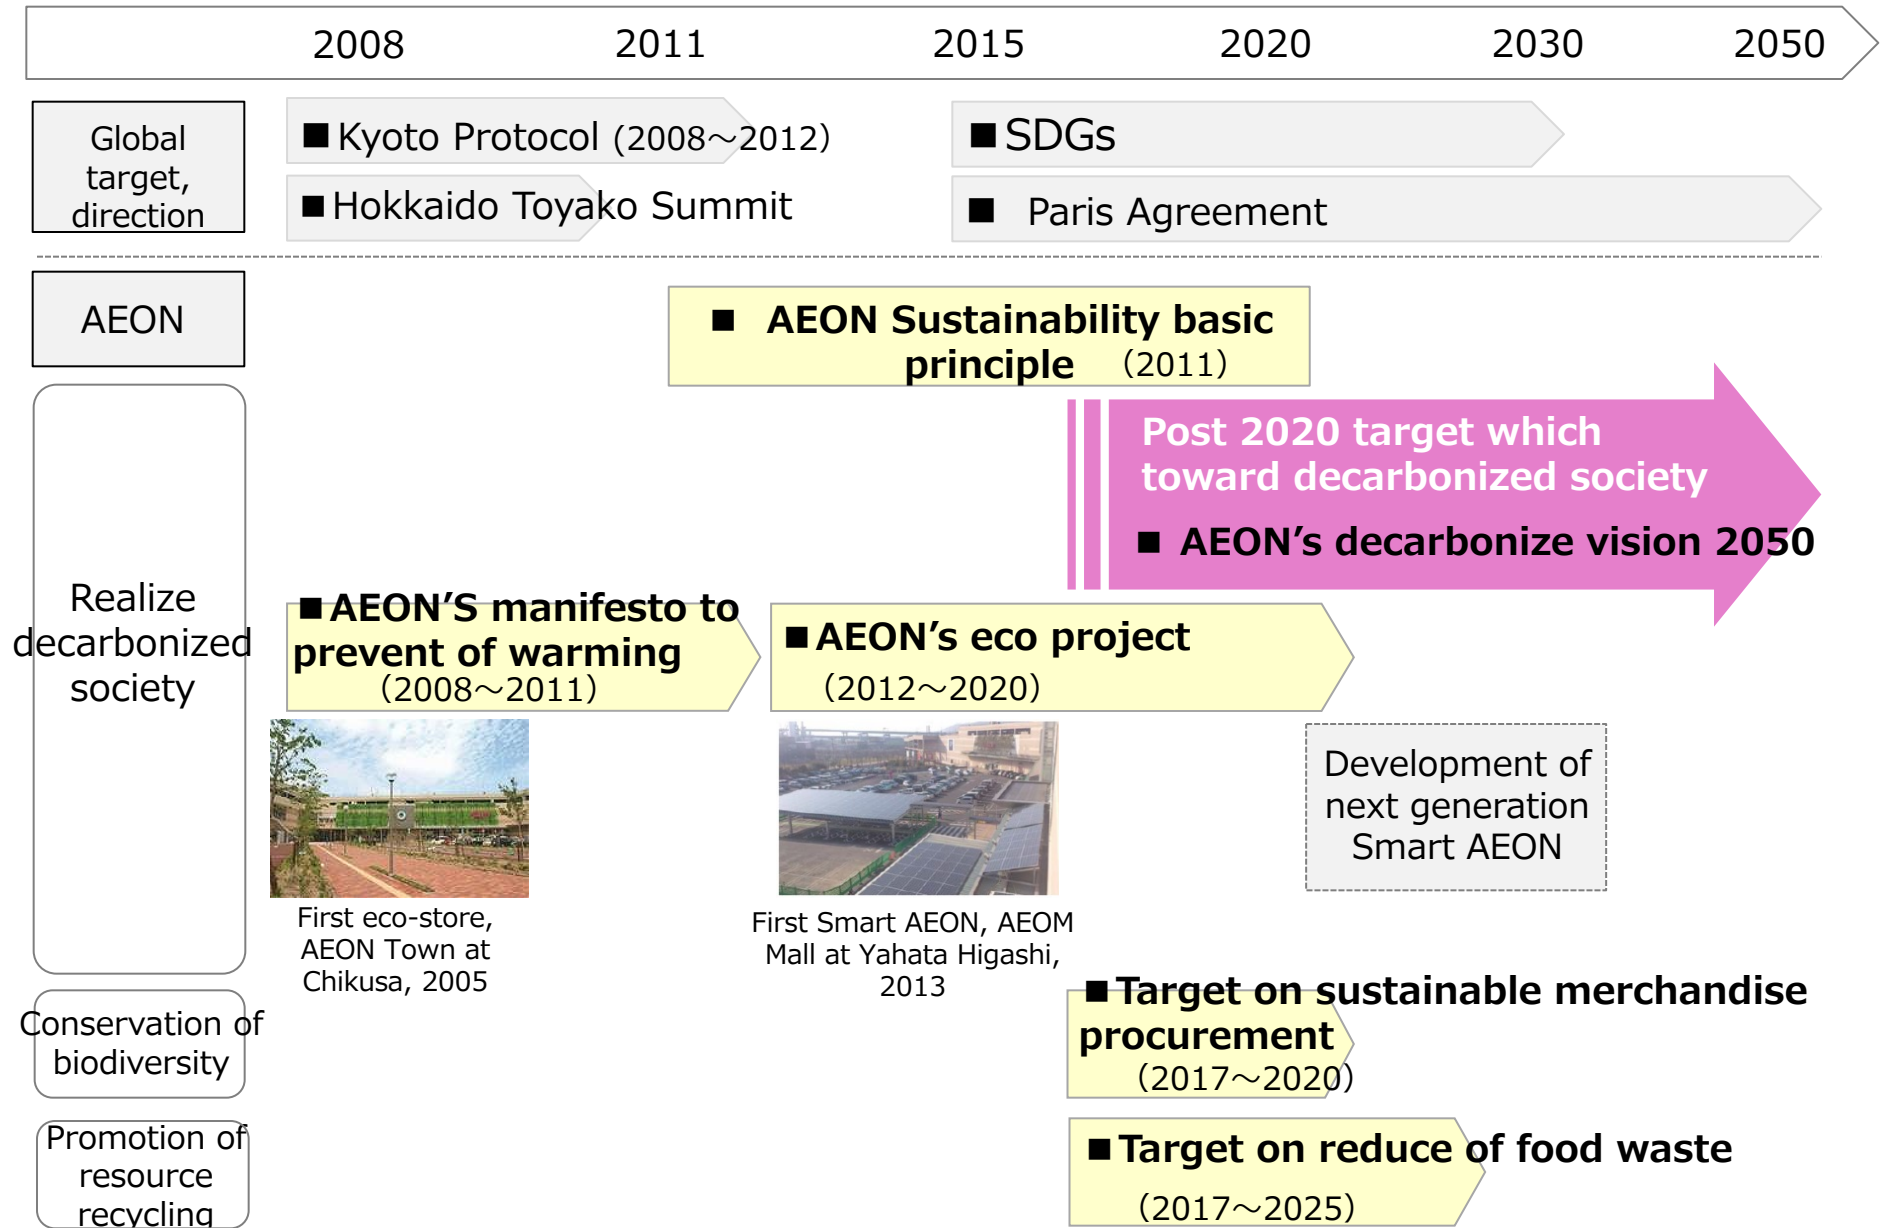 2008 2011 2015 2020 2030 2050
Global
target,
direction
■Kyoto Protocol (2008～2012)
■Hokkaido Toyako Summit
■SDGs
■ Paris Agreement
AEON
■ AEON Sustainability basic
principle （2011）
Realize
decarbonized
society
Post 2020 target which
toward decarbonized society
■ AEON’s decarbonize vision 2050
■AEON’S manifesto to
prevent of warming
（2008～2011）
■AEON’s eco project
（2012～2020）
First eco-store,
AEON Town at
Chikusa, 2005
First Smart AEON, AEOM
Mall at Yahata Higashi,
2013
Development of
next generation
Smart AEON
Conservation of
biodiversity
■Target on sustainable merchandise
procurement
（2017～2020）
Promotion of
resource
recycling
■Target on reduce of food waste
（2017～2025）